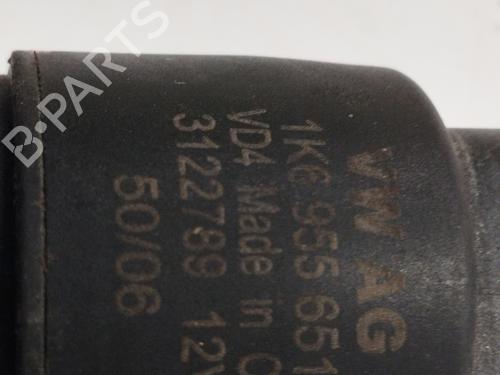 VW AG
1K6 955 651
VD4 Made in
3122789 12V
50/06
B-PARTS